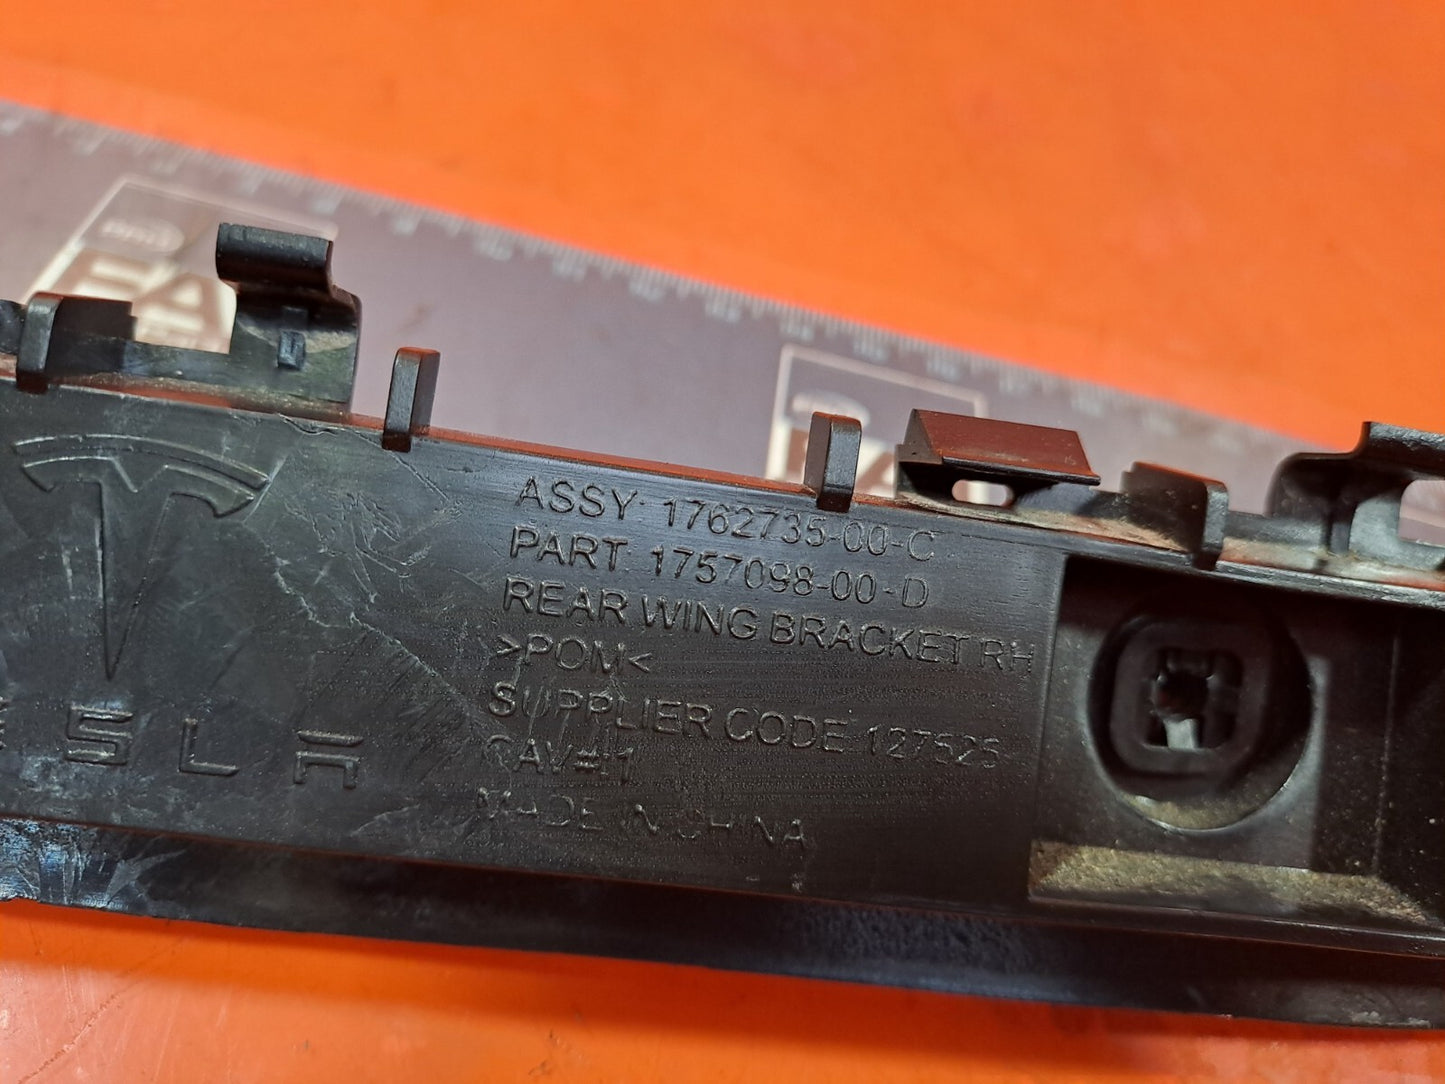 ASSY 1762735-00-C
PART 1757098-00-D
REAR WING BRACKET RH
>POM<
SUPPLIER CODE 127525
CAV#1
MADE IN CHINA
ESLA